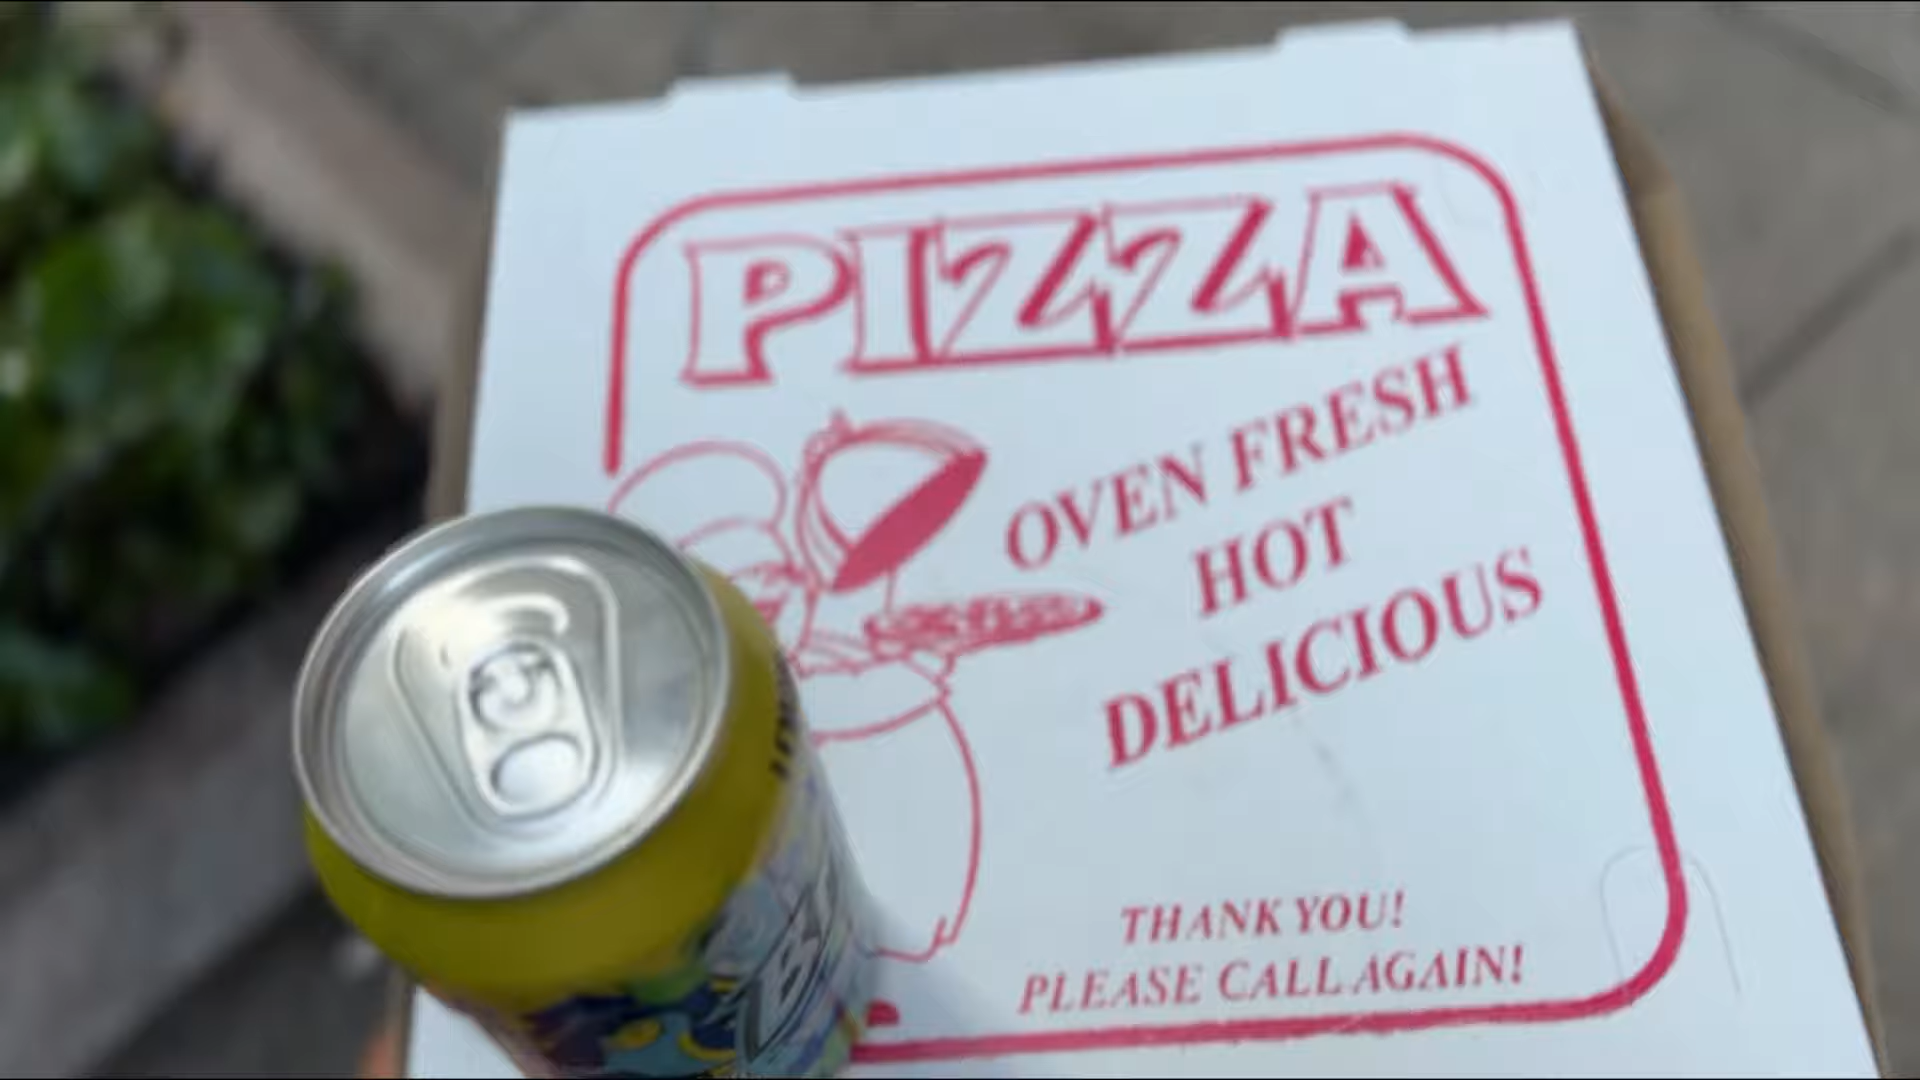 PIZZA
OVEN FRESH
HOT
DELICIOUS
THANK YOU!
PLEASE CALL AGAIN!